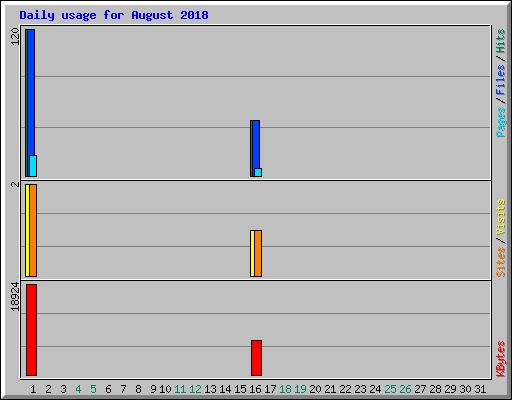 Daily usage for August 2018
120
2
18924
Pages / Files / Hits
Sites / Visits
KBytes
1 2 3 4 5 6 7 8 9 10 11 12 13 14 15 16 17 18 19 20 21 22 23 24 25 26 27 28 29 30 31